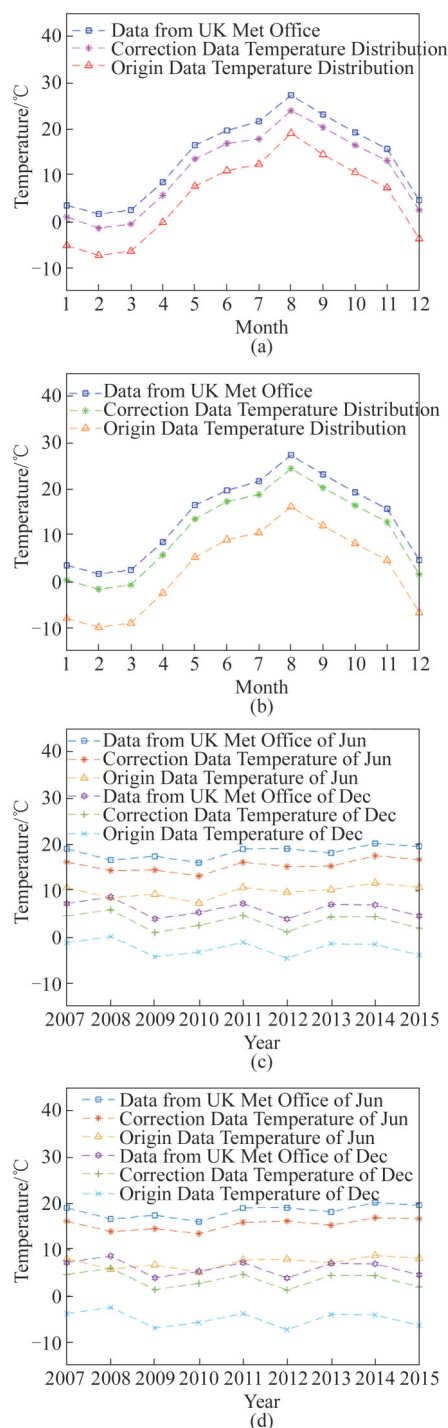 40
30
20
10
0
−10
Temperature/℃
Data from UK Met Office
Correction Data Temperature Distribution
Origin Data Temperature Distribution
1 2 3 4 5 6 7 8 9 10 11 12
Month
(a)
40
30
20
10
0
−10
Temperature/℃
Data from UK Met Office
Correction Data Temperature Distribution
Origin Data Temperature Distribution
1 2 3 4 5 6 7 8 9 10 11 12
Month
(b)
40
30
20
10
0
−10
Temperature/℃
Data from UK Met Office of Jun
Correction Data Temperature of Jun
Origin Data Temperature of Jun
Data from UK Met Office of Dec
Correction Data Temperature of Dec
Origin Data Temperature of Dec
2007 2008 2009 2010 2011 2012 2013 2014 2015
Year
(c)
40
30
20
10
0
−10
Temperature/℃
Data from UK Met Office of Jun
Correction Data Temperature of Jun
Origin Data Temperature of Jun
Data from UK Met Office of Dec
Correction Data Temperature of Dec
Origin Data Temperature of Dec
2007 2008 2009 2010 2011 2012 2013 2014 2015
Year
(d)